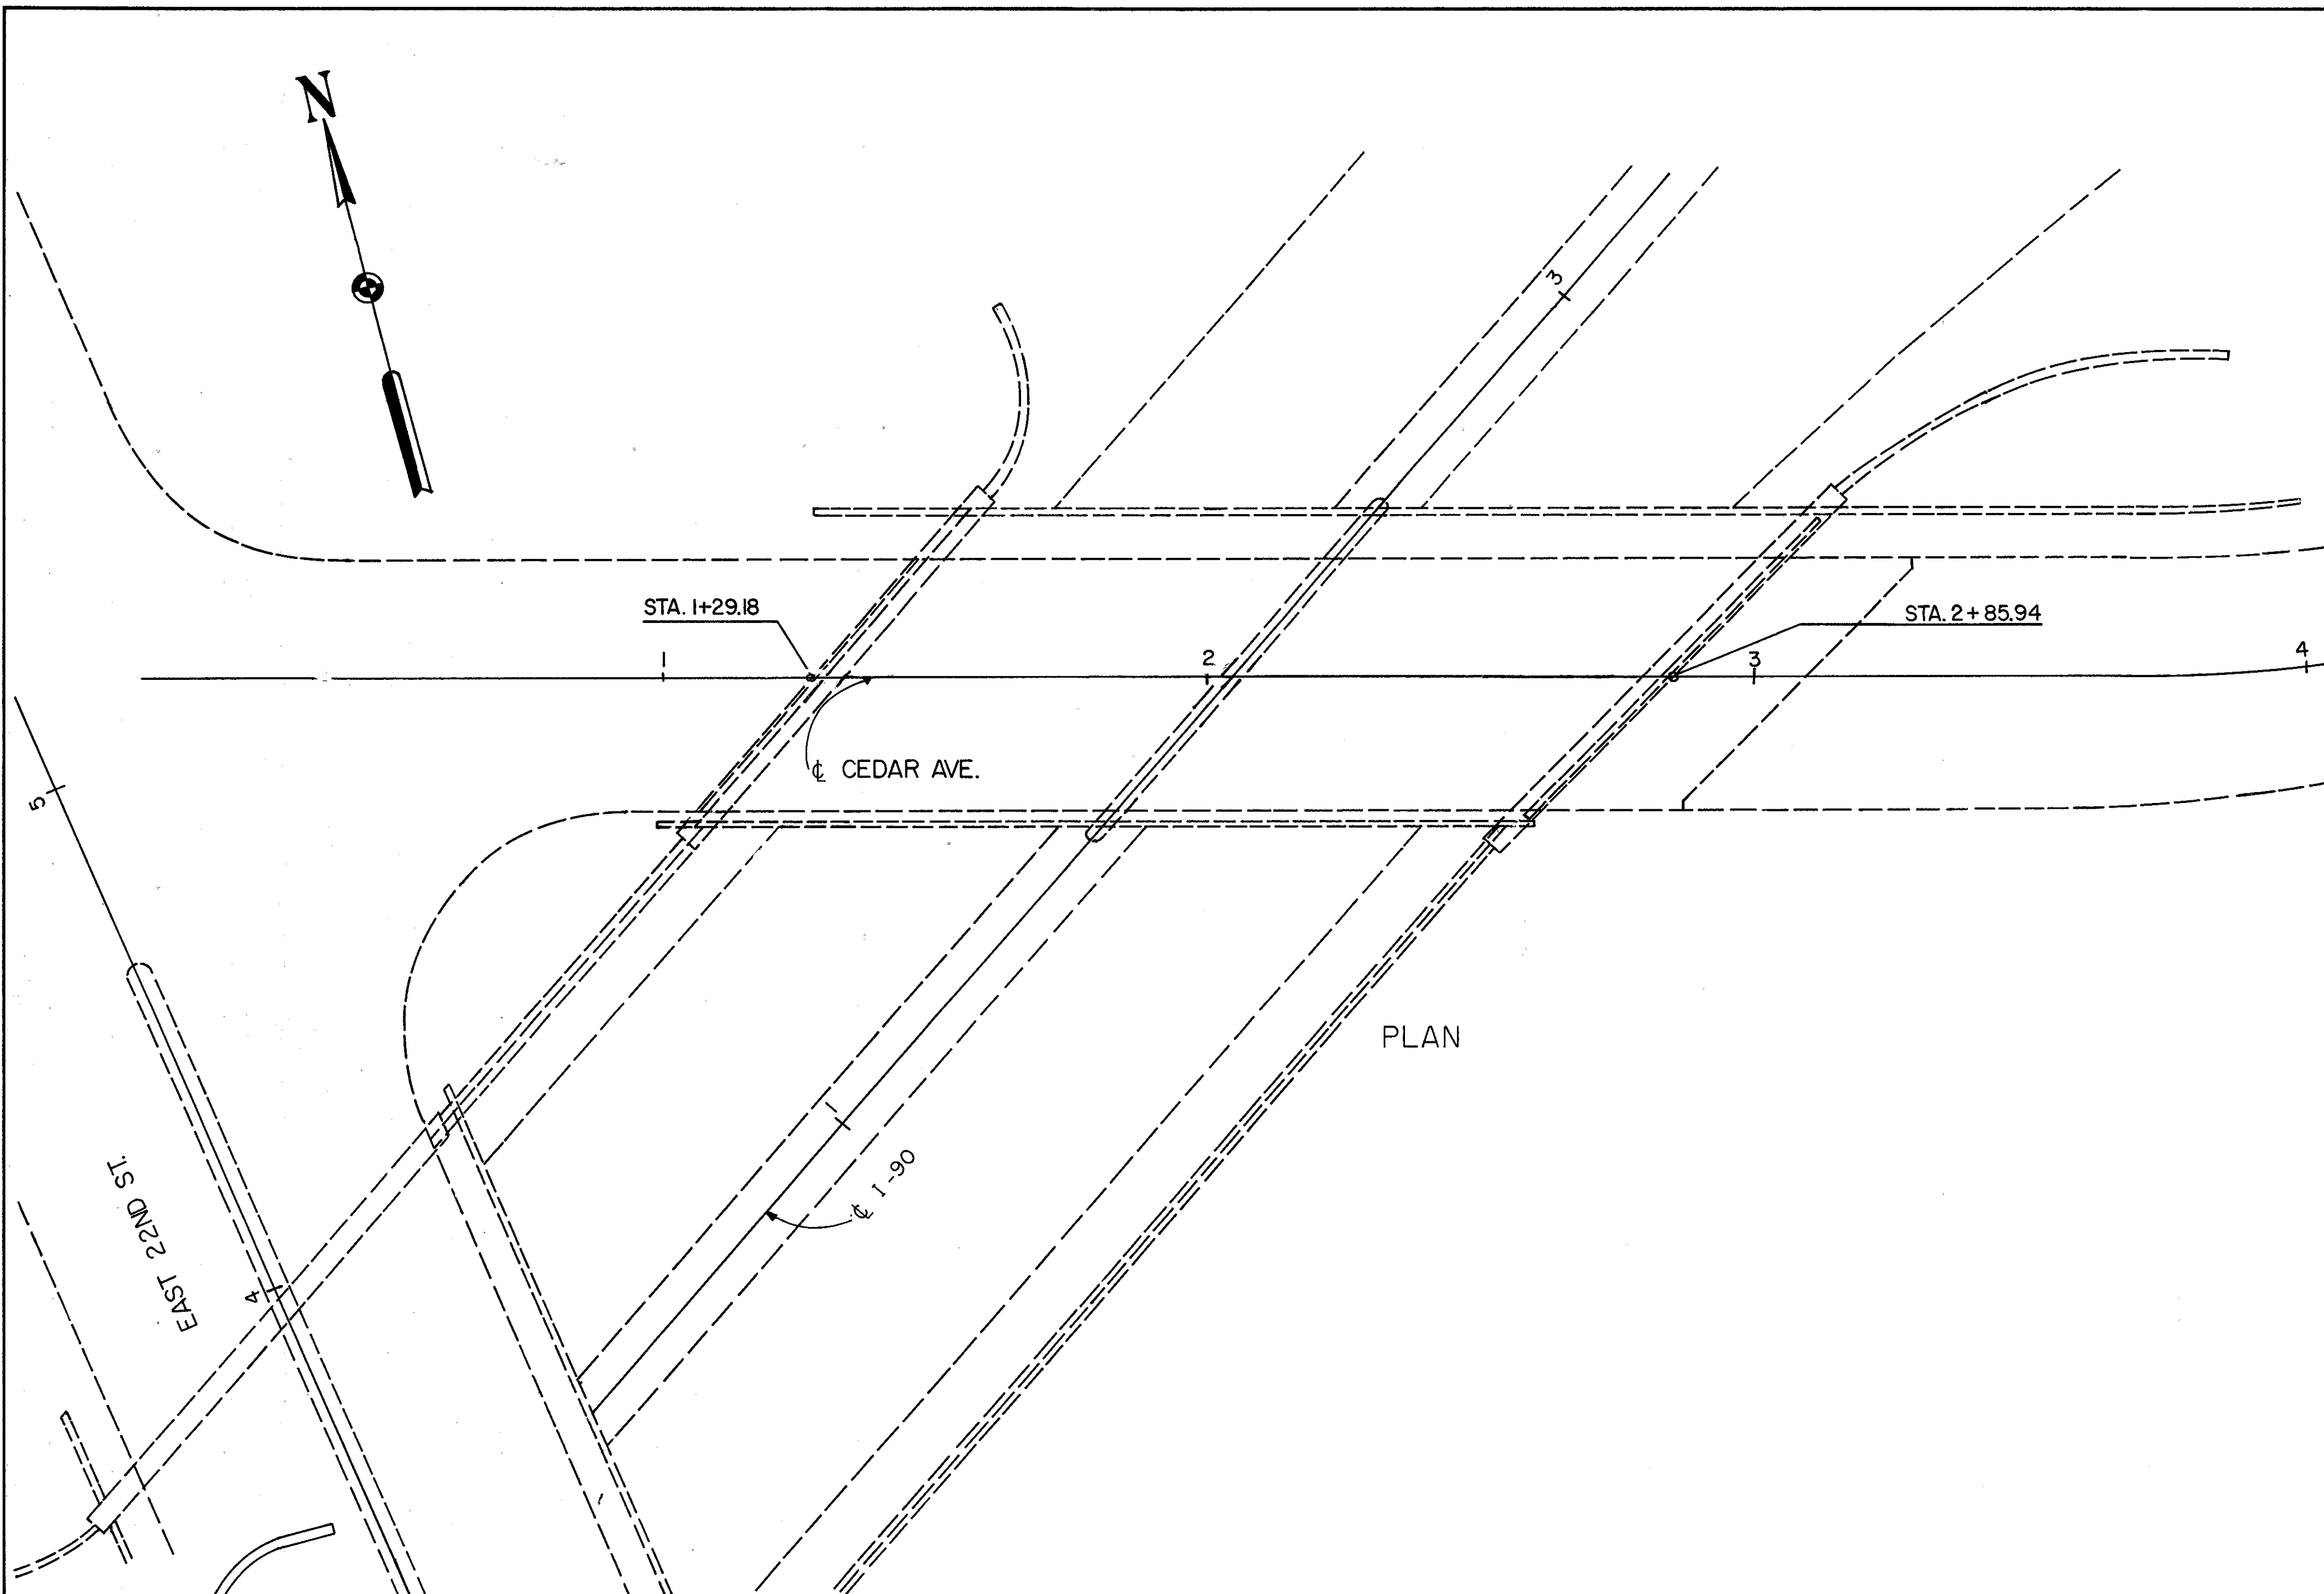 N
3
STA. 1+29.18
STA. 2+85.94
1
2
3
4
℄ CEDAR AVE.
5
PLAN
1
℄ I-90
EAST 22ND ST.
4